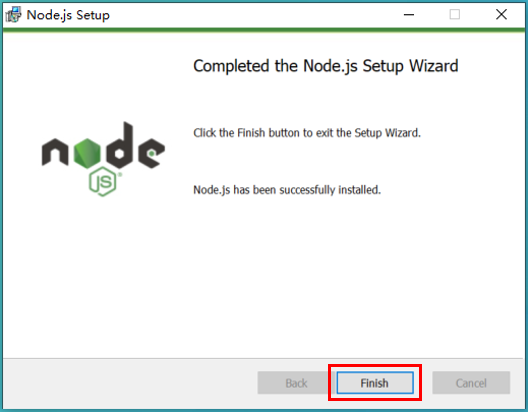 Node.js Setup
Completed the Node.js Setup Wizard
Click the Finish button to exit the Setup Wizard.
node
JS
®
Node.js has been successfully installed.
Back
Finish
Cancel